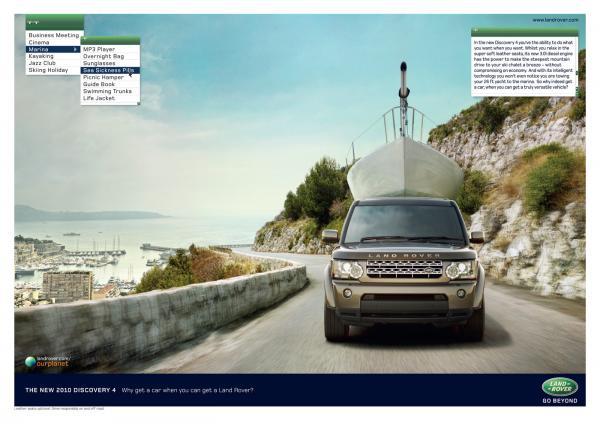 www.landrover.com
Business Meeting
Cinema
Marina
Kayaking
Jazz Club
Skiing Holiday
MP3 Player
Overnight Bag
Sunglasses
Sea Sickness Pills
Picnic Hamper
Guide Book
Swimming Trunks
Life Jacket
In the new Discovery 4 you've the ability to do what
you want when you want. Whilst you relax in the
super-soft leather seats, its new 3.0l diesel engine
has the power to make the steepest mountain
drive to your ski chalet a breeze - without
compromising on economy. And with its intelligent
technology you won't even notice you are towing
your 26 ft yacht to the marina. So why indeed get
a car, when you can get a truly versatile vehicle?
LAND ROVER
landrover.com/
ourplanet
THE NEW 2010 DISCOVERY 4 Why get a car when you can get a Land Rover?
LAND-
ROVER
GO BEYOND